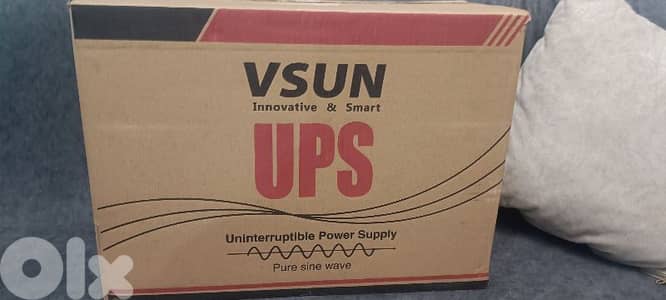 VSUN
Innovative & Smart
UPS
Uninterruptible Power Supply
Pure sine wave
olx